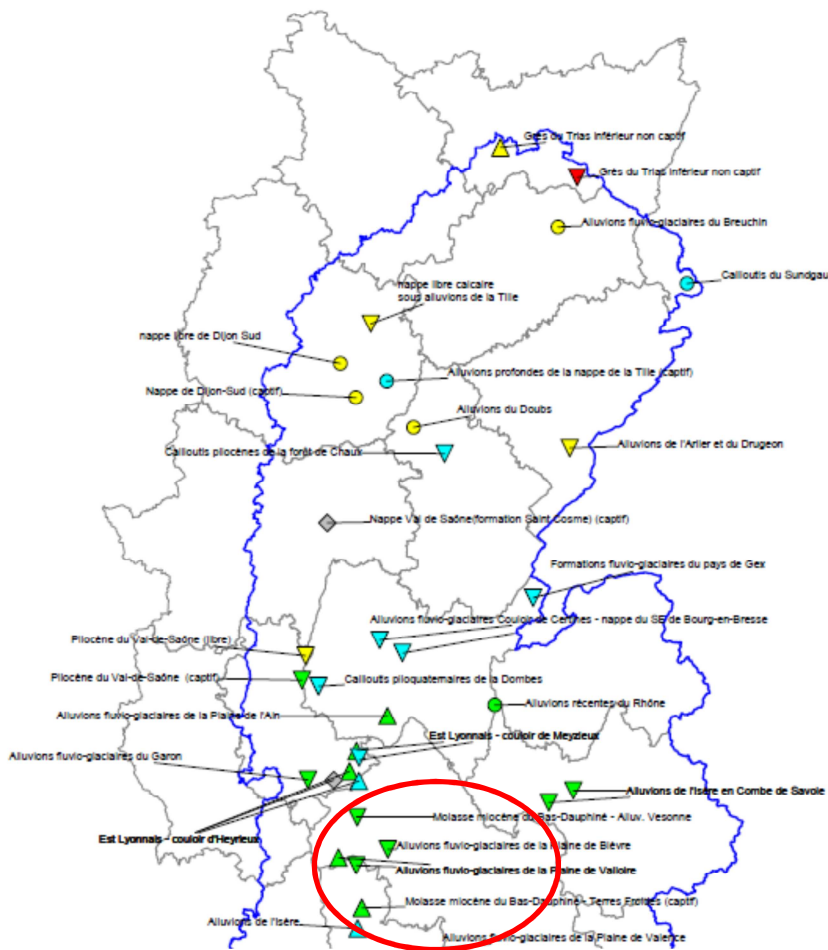 Grès du Trias inférieur non captif
Grès du Trias inférieur non captif
Alluvions fluvio-glaciaires du Breuchin
Cailloutis du Sundgau
nappe libre calcaire
sous alluvions de la Tille
nappe libre de Dijon Sud
Alluvions profondes de la nappe de la Tille (captif)
Nappe de Dijon-Sud (captif)
Alluvions du Doubs
Alluvions de l'Arlier et du Drugeon
Cailloutis pliocènes de la forêt de Chaux
Nappe Val de Saône(formation Saint Cosme) (captif)
Formations fluvio-glaciaires du pays de Gex
Alluvions fluvio-glaciaires Couloir de Certines - nappe du SE de Bourg-en-Bresse
Pliocène du Val-de-Saône (libre)
Pliocène du Val-de-Saône (captif)
Cailloutis plioquaternaires de la Dombes
Alluvions récentes du Rhône
Alluvions fluvio-glaciaires de la Plaine de l'Ain
Est Lyonnais - couloir de Meyzieux
Alluvions fluvio-glaciaires du Garon
Alluvions de l'Isère en Combe de Savoie
Molasse miocène du Bas-Dauphiné - Alluv. Vesonne
Est Lyonnais - couloir d'Heyrieux
Alluvions fluvio-glaciaires de la Plaine de Bièvre
Alluvions fluvio-glaciaires de la Plaine de Valloire
Molasse miocène du Bas-Dauphiné - Terres Froides (captif)
Alluvions de l'Isère
Alluvions fluvio-glaciaires de la Plaine de Valence